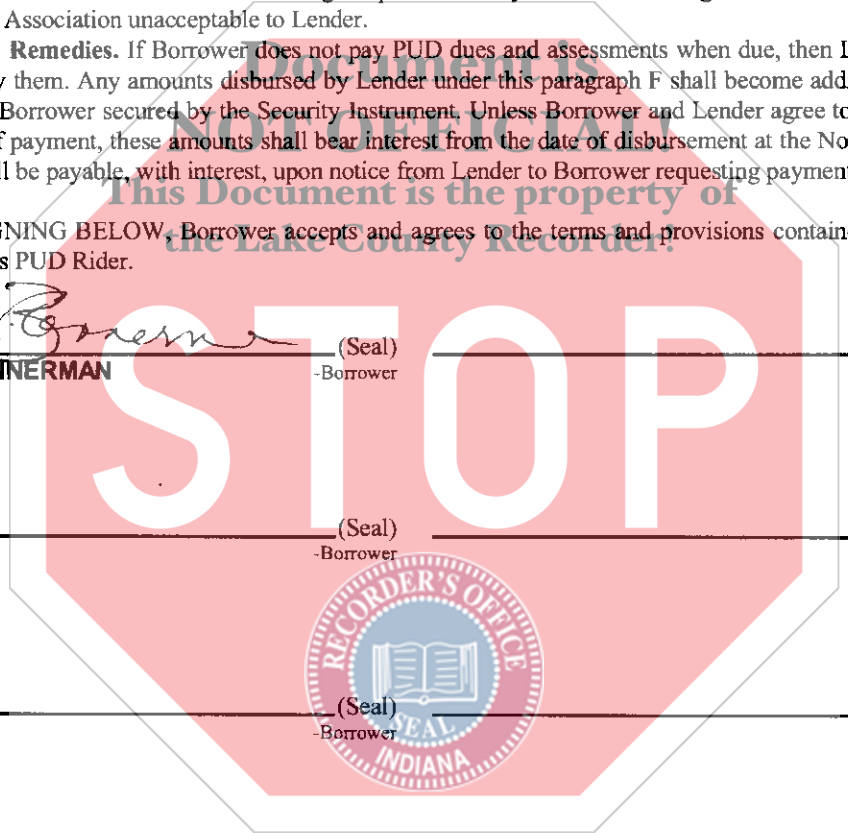 Association unacceptable to Lender.
Remedies. If Borrower does not pay PUD dues and assessments when due, then L
y them. Any amounts disbursed by Lender under this paragraph F shall become add
Borrower secured by the Security Instrument. Unless Borrower and Lender agree to
f payment, these amounts shall bear interest from the date of disbursement at the No
ll be payable, with interest, upon notice from Lender to Borrower requesting payment
Document is
NOT OFFICIAL!
This Document is the property of
the Lake County Recorder!
GNING BELOW, Borrower accepts and agrees to the terms and provisions contain
s PUD Rider.
(Seal)
NERMAN -Borrower
STOP
(Seal)
-Borrower
RECORDER'S OFFICE
SEAL
INDIANA
(Seal)
-Borrower